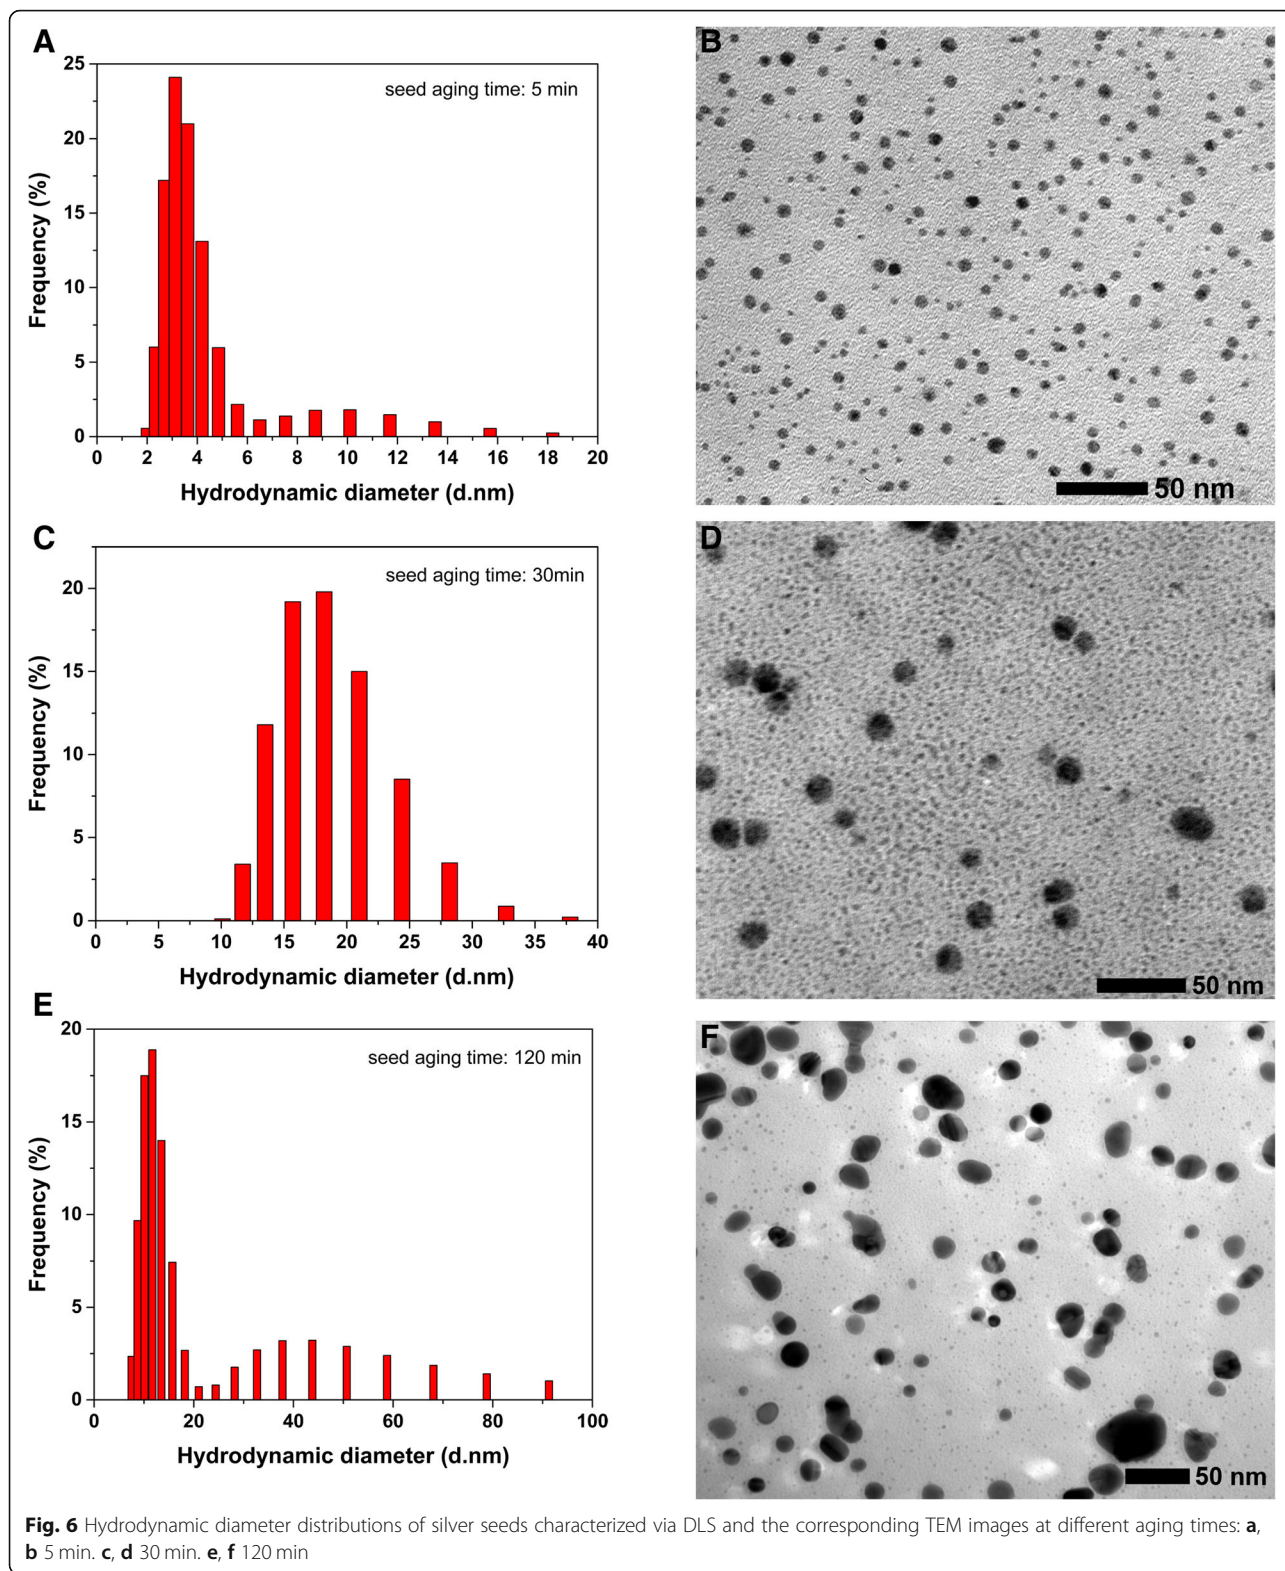 A
25
20
15
10
5
0
seed aging time: 5 min
Frequency (%)
0 2 4 6 8 10 12 14 16 18 20
Hydrodynamic diameter (d.nm)
B
50 nm
C
20
15
10
5
0
seed aging time: 30min
Frequency (%)
0 5 10 15 20 25 30 35 40
Hydrodynamic diameter (d.nm)
D
50 nm
E
20
15
10
5
0
seed aging time: 120 min
Frequency (%)
0 20 40 60 80 100
Hydrodynamic diameter (d.nm)
F
50 nm
Fig. 6 Hydrodynamic diameter distributions of silver seeds characterized via DLS and the corresponding TEM images at different aging times: a,
b 5 min. c, d 30 min. e, f 120 min